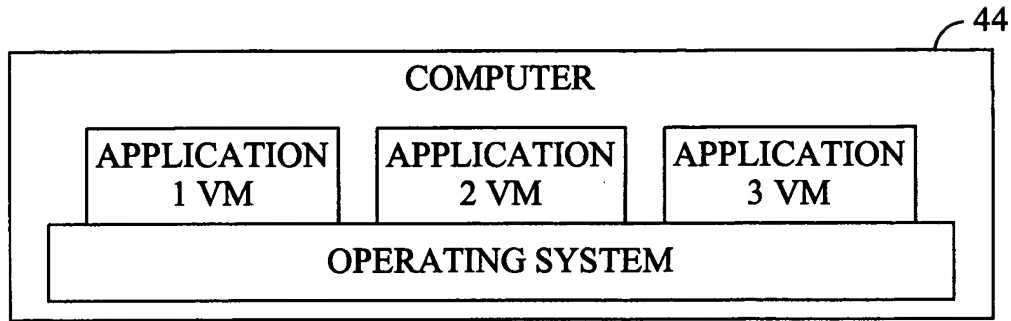 44
COMPUTER
APPLICATION
1 VM
APPLICATION
2 VM
APPLICATION
3 VM
OPERATING SYSTEM